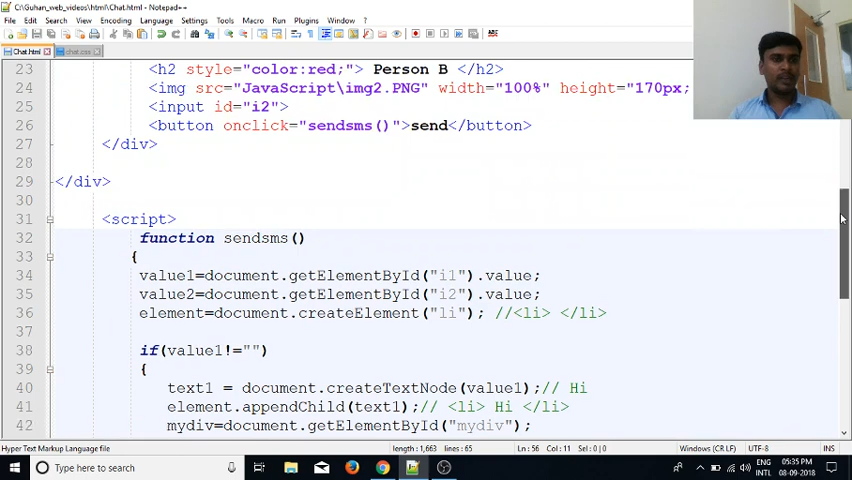 C:\Guhan_web_videos\html\Chat.html - Notepad++
File Edit Search View Encoding Language Settings Tools Macro Run Plugins Window ?
Chat.html chat.css
23 <h2 style="color:red;"> Person B </h2>
24 <img src="JavaScript\img2.PNG" width="100%" height="170px;
25 <input id="i2">
26 <button onclick="sendsms()">send</button>
27 </div>
28
29 </div>
30
31 <script>
32 function sendsms()
33 {
34 value1=document.getElementById("i1").value;
35 value2=document.getElementById("i2").value;
36 element=document.createElement("li"); //<li> </li>
37
38 if(value1!="")
39 {
40 text1 = document.createTextNode(value1);// Hi
41 element.appendChild(text1);// <li> Hi </li>
42 mydiv=document.getElementById("mydiv");
Hyper Text Markup Language file length : 1,663 lines : 65 Ln : 56 Col : 11 Sel : 0 | 0 Windows (CR LF) UTF-8 INS
Type here to search ENG 05:35 PM
INTL 08-09-2018